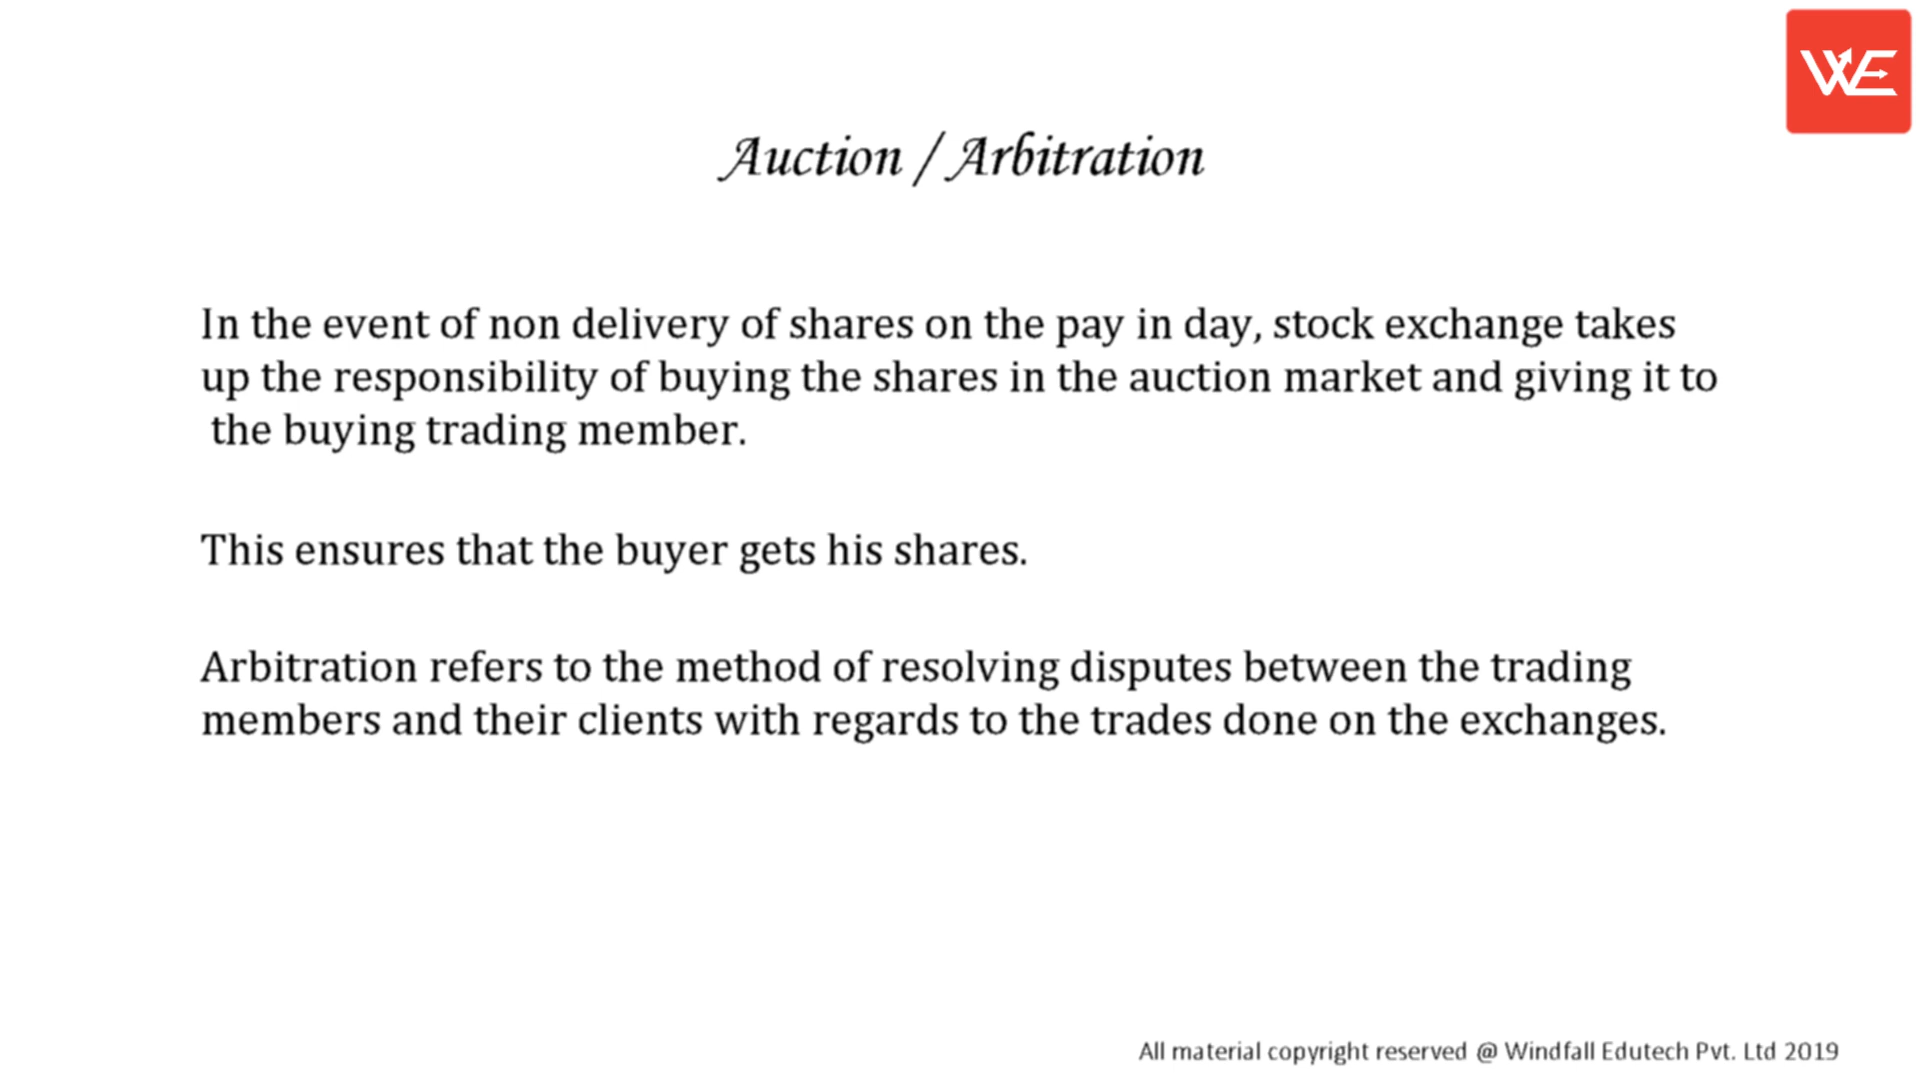 WE
Auction / Arbitration
In the event of non delivery of shares on the pay in day, stock exchange takes
up the responsibility of buying the shares in the auction market and giving it to
the buying trading member.
This ensures that the buyer gets his shares.
Arbitration refers to the method of resolving disputes between the trading
members and their clients with regards to the trades done on the exchanges.
All material copyright reserved @ Windfall Edutech Pvt. Ltd 2019